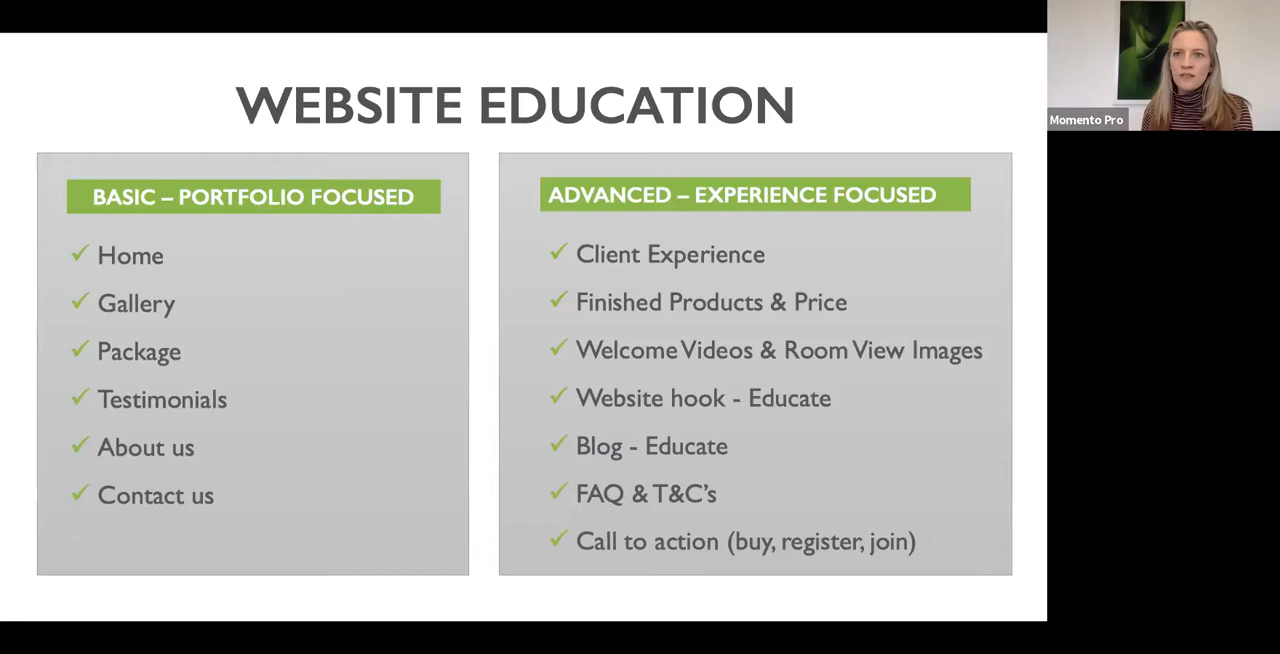 WEBSITE EDUCATION
BASIC – PORTFOLIO FOCUSED
Home
Gallery
Package
Testimonials
About us
Contact us
ADVANCED – EXPERIENCE FOCUSED
Client Experience
Finished Products & Price
Welcome Videos & Room View Images
Website hook - Educate
Blog - Educate
FAQ & T&C’s
Call to action (buy, register, join)
Momento Pro